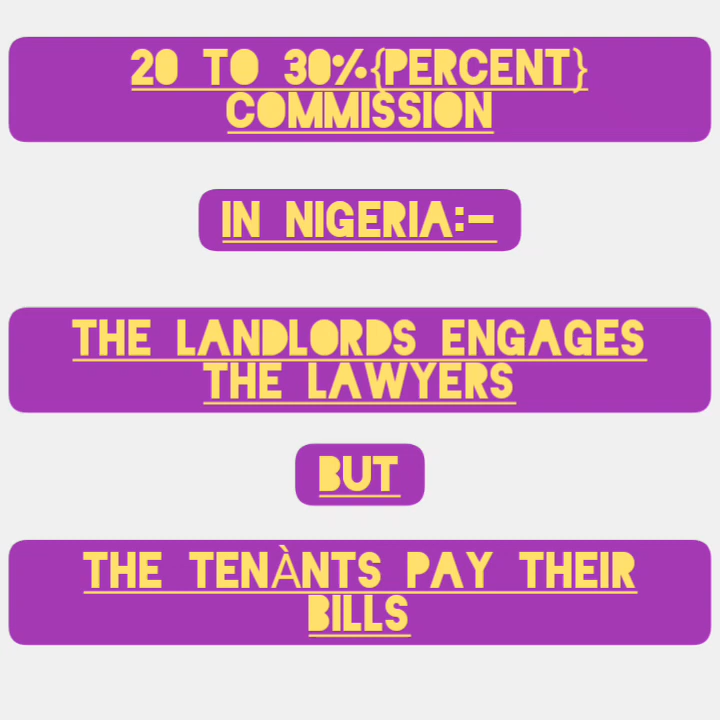 20 TO 30%{PERCENT}
COMMISSION
IN NIGERIA:-
THE LANDLORDS ENGAGES
THE LAWYERS
BUT
THE TENÀNTS PAY THEIR
BILLS